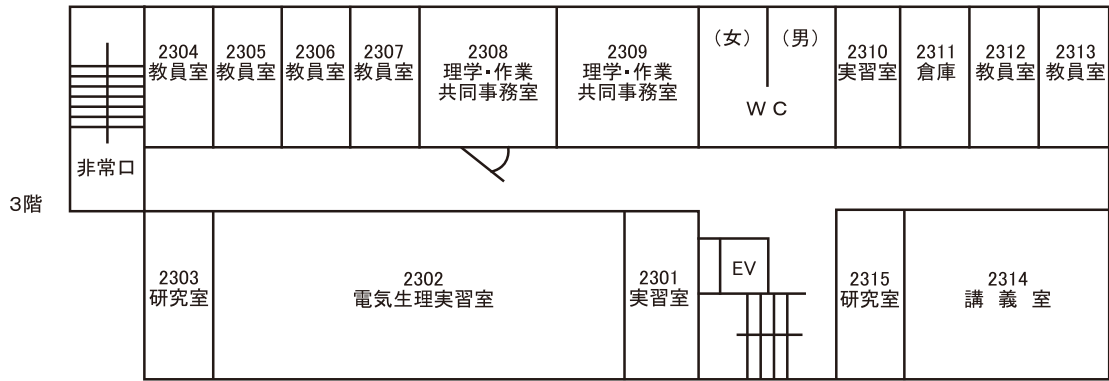 3階
非常口
2304
教員室
2305
教員室
2306
教員室
2307
教員室
2308
理学・作業
共同事務室
2309
理学・作業
共同事務室
(女)
(男)
WC
2310
実習室
2311
倉庫
2312
教員室
2313
教員室
2303
研究室
2302
電気生理実習室
2301
実習室
EV
2315
研究室
2314
講義室